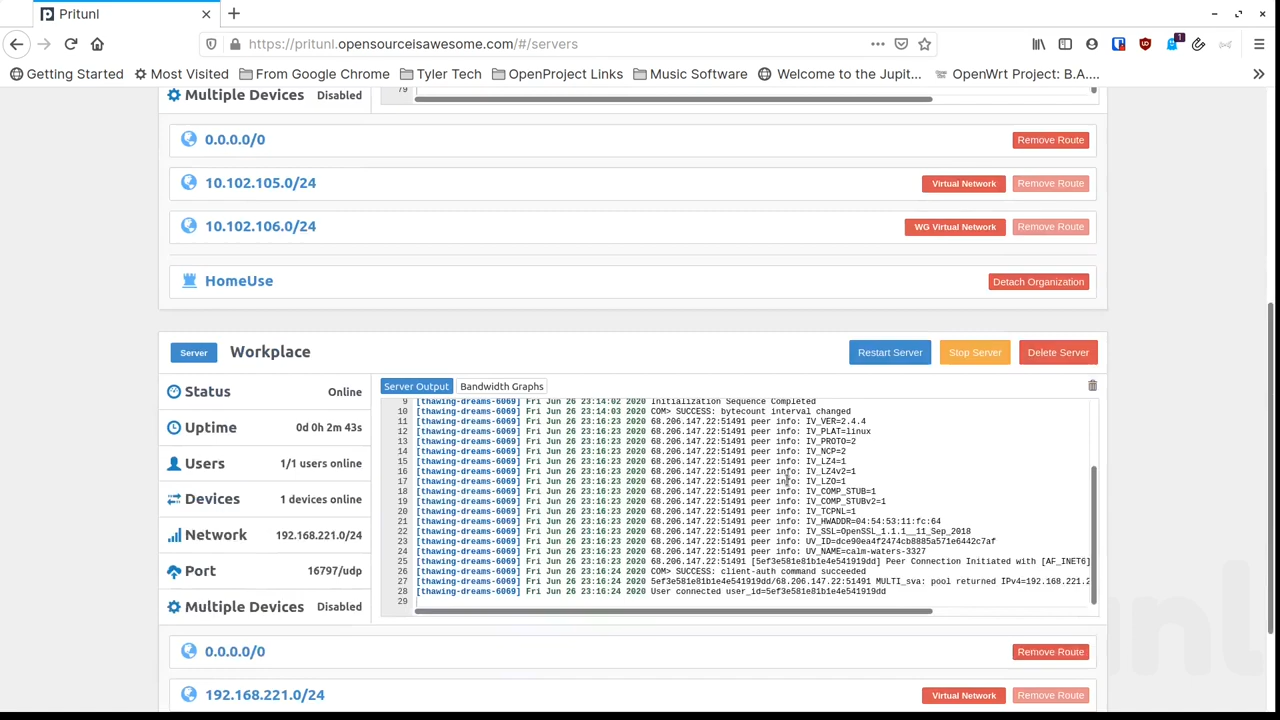 Pritunl
https://pritunl.opensourceisawesome.com/#/servers
1
Getting Started
Most Visited
From Google Chrome
Tyler Tech
OpenProject Links
Music Software
Welcome to the Jupit...
OpenWrt Project: B.A....
Multiple Devices Disabled
79
0.0.0.0/0 Remove Route
10.102.105.0/24 Virtual Network Remove Route
10.102.106.0/24 WG Virtual Network Remove Route
HomeUse Detach Organization
Server Workplace Restart Server Stop Server Delete Server
Status Online
Uptime 0d 0h 2m 43s
Users 1/1 users online
Devices 1 devices online
Network 192.168.221.0/24
Port 16797/udp
Multiple Devices Disabled
Server Output Bandwidth Graphs
9 [thawing-dreams-6069] Fri Jun 26 23:14:02 2020 Initialization Sequence Completed
10 [thawing-dreams-6069] Fri Jun 26 23:14:03 2020 COM> SUCCESS: bytecount interval changed
11 [thawing-dreams-6069] Fri Jun 26 23:16:23 2020 68.206.147.22:51491 peer info: IV_VER=2.4.4
12 [thawing-dreams-6069] Fri Jun 26 23:16:23 2020 68.206.147.22:51491 peer info: IV_PLAT=linux
13 [thawing-dreams-6069] Fri Jun 26 23:16:23 2020 68.206.147.22:51491 peer info: IV_PROTO=2
14 [thawing-dreams-6069] Fri Jun 26 23:16:23 2020 68.206.147.22:51491 peer info: IV_NCP=2
15 [thawing-dreams-6069] Fri Jun 26 23:16:23 2020 68.206.147.22:51491 peer info: IV_LZ4=1
16 [thawing-dreams-6069] Fri Jun 26 23:16:23 2020 68.206.147.22:51491 peer info: IV_LZ4v2=1
17 [thawing-dreams-6069] Fri Jun 26 23:16:23 2020 68.206.147.22:51491 peer info: IV_LZO=1
18 [thawing-dreams-6069] Fri Jun 26 23:16:23 2020 68.206.147.22:51491 peer info: IV_COMP_STUB=1
19 [thawing-dreams-6069] Fri Jun 26 23:16:23 2020 68.206.147.22:51491 peer info: IV_COMP_STUBv2=1
20 [thawing-dreams-6069] Fri Jun 26 23:16:23 2020 68.206.147.22:51491 peer info: IV_TCPNL=1
21 [thawing-dreams-6069] Fri Jun 26 23:16:23 2020 68.206.147.22:51491 peer info: IV_HWADDR=04:54:53:11:fc:64
22 [thawing-dreams-6069] Fri Jun 26 23:16:23 2020 68.206.147.22:51491 peer info: IV_SSL=OpenSSL_1.1.1__11_Sep_2018
23 [thawing-dreams-6069] Fri Jun 26 23:16:23 2020 68.206.147.22:51491 peer info: UV_ID=dce90ea4f2474cb8885a571e6442c7af
24 [thawing-dreams-6069] Fri Jun 26 23:16:23 2020 68.206.147.22:51491 peer info: UV_NAME=calm-waters-3327
25 [thawing-dreams-6069] Fri Jun 26 23:16:23 2020 68.206.147.22:51491 [5ef3e581e81b1e4e541919dd] Peer Connection Initiated with [AF_INET6]
26 [thawing-dreams-6069] Fri Jun 26 23:16:24 2020 COM> SUCCESS: client-auth command succeeded
27 [thawing-dreams-6069] Fri Jun 26 23:16:24 2020 5ef3e581e81b1e4e541919dd/68.206.147.22:51491 MULTI_sva: pool returned IPv4=192.168.221.2
28 [thawing-dreams-6069] Fri Jun 26 23:16:24 2020 User connected user_id=5ef3e581e81b1e4e541919dd
29
0.0.0.0/0 Remove Route
192.168.221.0/24 Virtual Network Remove Route